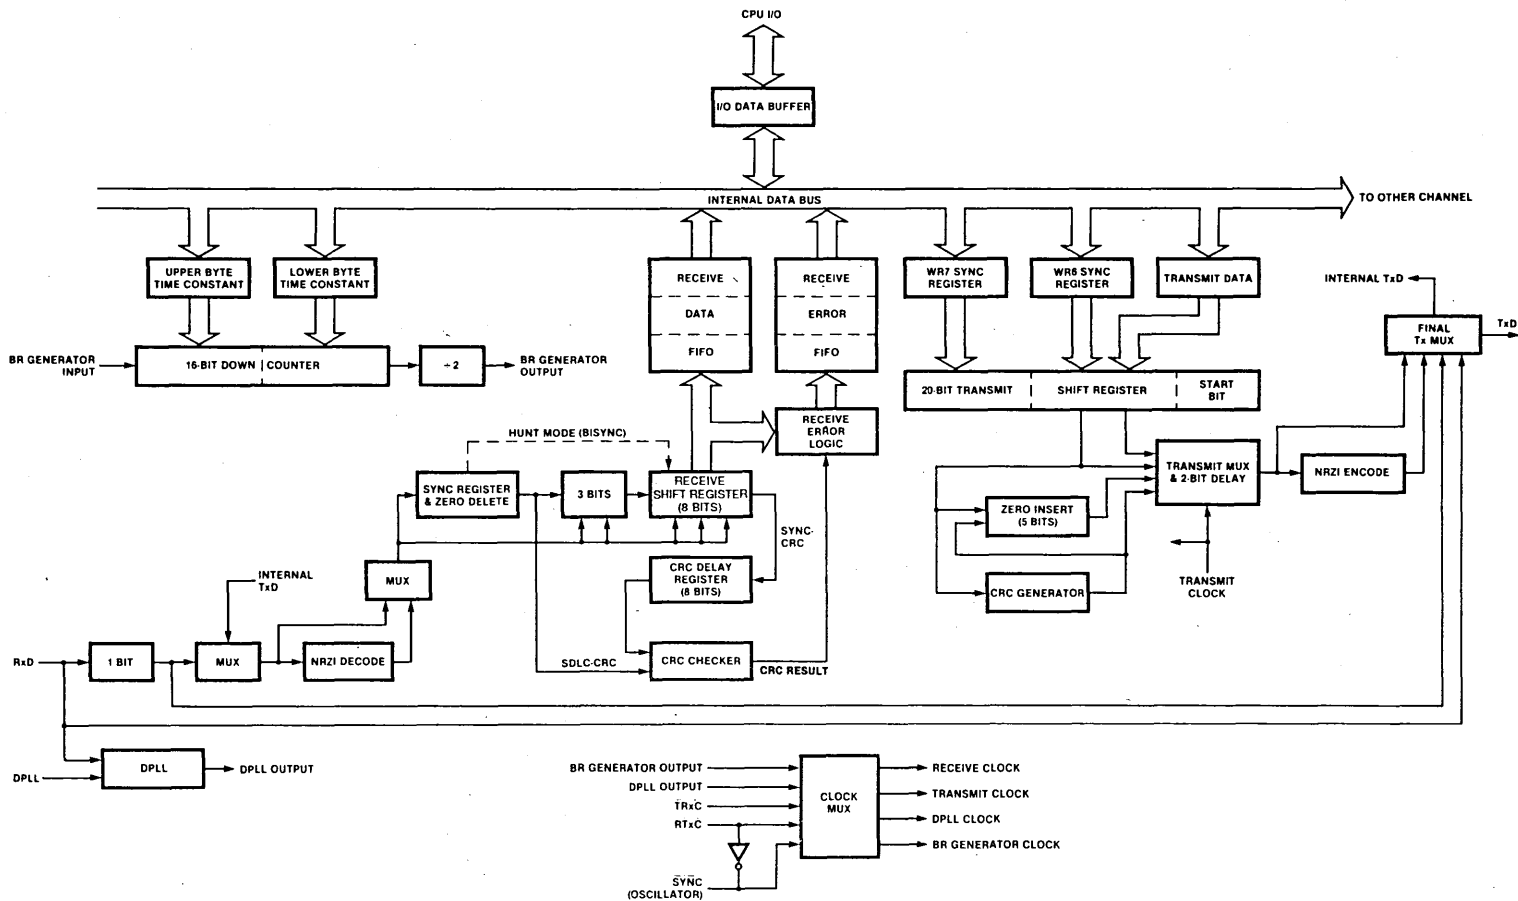 CPU I/O
I/O DATA BUFFER
INTERNAL DATA BUS
TO OTHER CHANNEL
UPPER BYTE
TIME CONSTANT
LOWER BYTE
TIME CONSTANT
RECEIVE
DATA
FIFO
RECEIVE
ERROR
FIFO
WR7 SYNC
REGISTER
WR6 SYNC
REGISTER
TRANSMIT DATA
INTERNAL TxD
FINAL
Tx MUX
TxD
BR GENERATOR
INPUT
16-BIT DOWN COUNTER
÷2
BR GENERATOR
OUTPUT
20-BIT TRANSMIT SHIFT REGISTER
START
BIT
RECEIVE
ERROR
LOGIC
HUNT MODE (BISYNC)
SYNC REGISTER
& ZERO DELETE
3 BITS
RECEIVE
SHIFT REGISTER
(8 BITS)
SYNC-
CRC
TRANSMIT MUX
& 2-BIT DELAY
NRZI ENCODE
ZERO INSERT
(5 BITS)
CRC GENERATOR
TRANSMIT
CLOCK
INTERNAL
TxD
MUX
CRC DELAY
REGISTER
(8 BITS)
RxD
1 BIT
MUX
NRZI DECODE
SDLC-CRC
CRC CHECKER
CRC RESULT
DPLL
DPLL
DPLL OUTPUT
BR GENERATOR OUTPUT
DPLL OUTPUT
TRxC
RTxC
SYNC
(OSCILLATOR)
CLOCK
MUX
RECEIVE CLOCK
TRANSMIT CLOCK
DPLL CLOCK
BR GENERATOR CLOCK